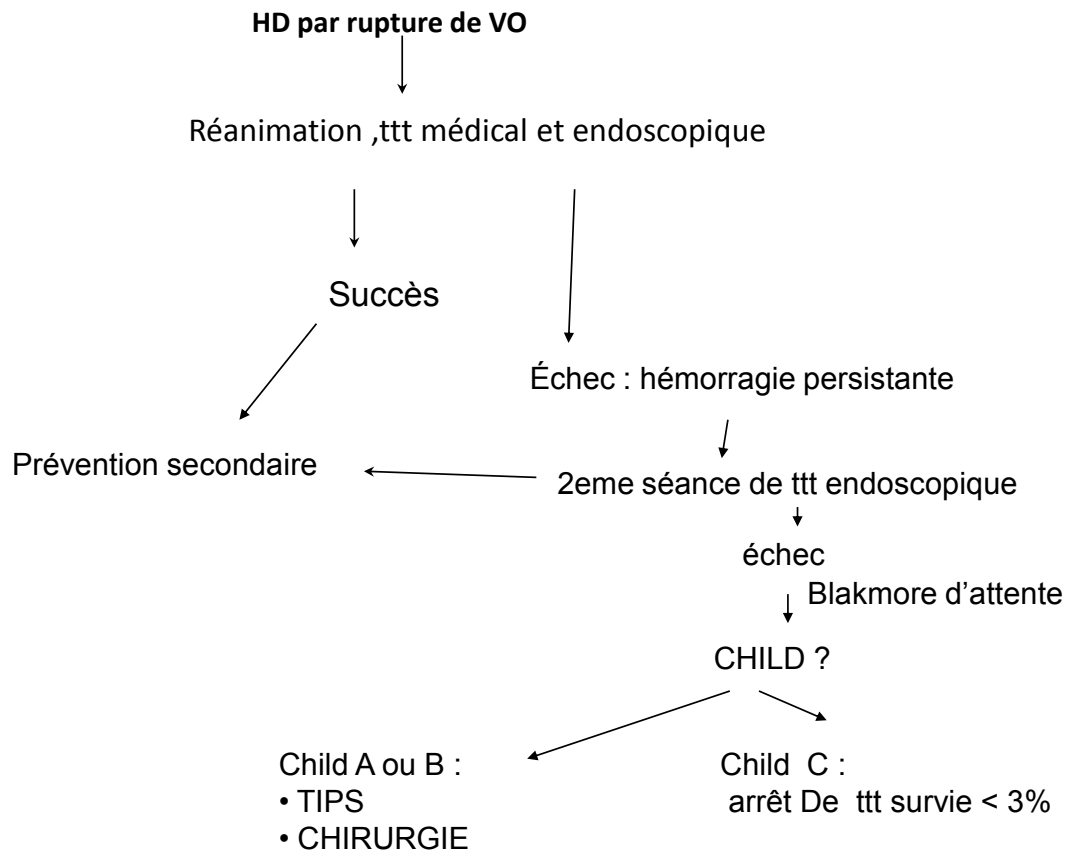 HD par rupture de VO
Réanimation ,ttt médical et endoscopique
Succès
Échec : hémorragie persistante
Prévention secondaire
2eme séance de ttt endoscopique
échec
Blakmore d'attente
CHILD ?
Child A ou B :
• TIPS
• CHIRURGIE
Child C :
arrêt De ttt survie < 3%